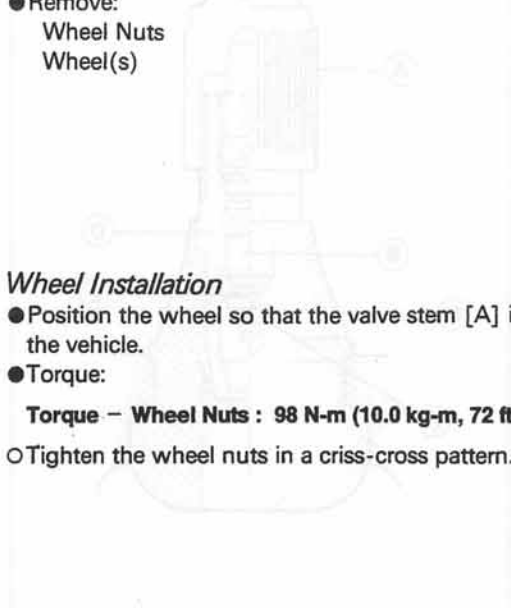 ●Remove:
Wheel Nuts
Wheel(s)
Wheel Installation
●Position the wheel so that the valve stem [A]
the vehicle.
●Torque:
Torque – Wheel Nuts : 98 N-m (10.0 kg-m, 72 ft
○Tighten the wheel nuts in a criss-cross pattern.